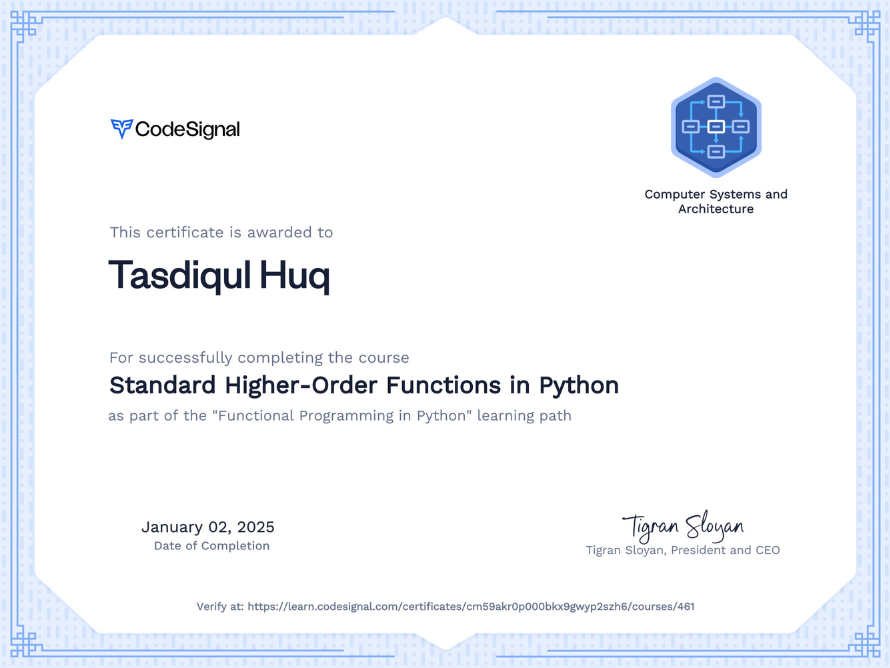 CodeSignal
Computer Systems and
Architecture
This certificate is awarded to
Tasdiqul Huq
For successfully completing the course
Standard Higher-Order Functions in Python
as part of the "Functional Programming in Python" learning path
January 02, 2025
Date of Completion
Tigran Sloyan
Tigran Sloyan, President and CEO
Verify at: https://learn.codesignal.com/certificates/cm59akr0p000bkx9gwyp2szh6/courses/461